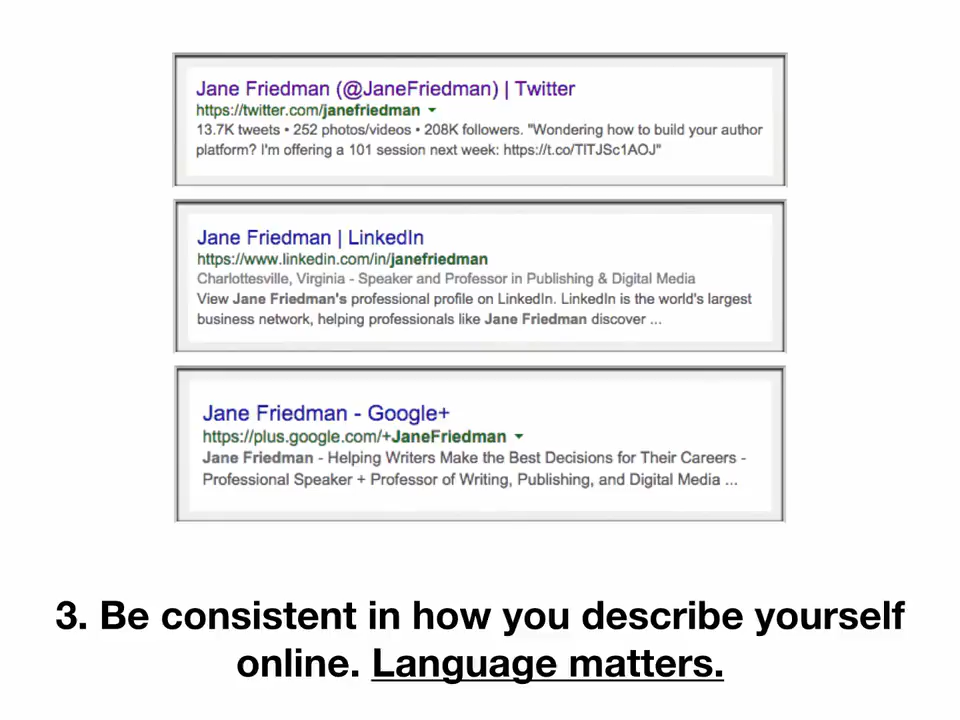 Jane Friedman (@JaneFriedman) | Twitter
https://twitter.com/janefriedman
13.7K tweets • 252 photos/videos • 208K followers. "Wondering how to build your author
platform? I'm offering a 101 session next week: https://t.co/TlTJSc1AOJ"
Jane Friedman | LinkedIn
https://www.linkedin.com/in/janefriedman
Charlottesville, Virginia - Speaker and Professor in Publishing & Digital Media
View Jane Friedman's professional profile on LinkedIn. LinkedIn is the world's largest
business network, helping professionals like Jane Friedman discover ...
Jane Friedman - Google+
https://plus.google.com/+JaneFriedman
Jane Friedman - Helping Writers Make the Best Decisions for Their Careers -
Professional Speaker + Professor of Writing, Publishing, and Digital Media ...
3. Be consistent in how you describe yourself
online. Language matters.